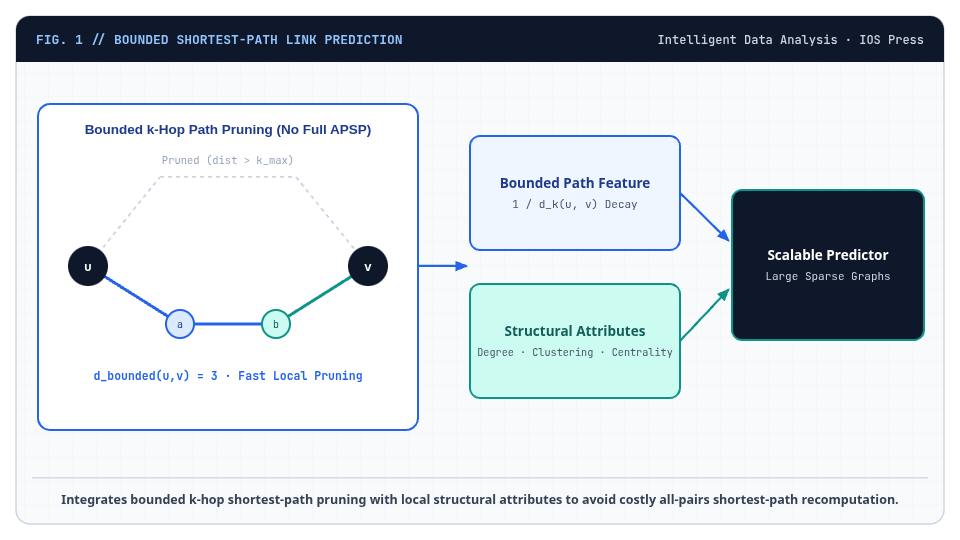 FIG. 1 // BOUNDED SHORTEST-PATH LINK PREDICTION
Intelligent Data Analysis · IOS Press
Bounded k-Hop Path Pruning (No Full APSP)
Pruned (dist > k_max)
u
v
a
b
d_bounded(u,v) = 3 · Fast Local Pruning
Bounded Path Feature
1 / d_k(u, v) Decay
Structural Attributes
Degree · Clustering · Centrality
Scalable Predictor
Large Sparse Graphs
Integrates bounded k-hop shortest-path pruning with local structural attributes to avoid costly all-pairs shortest-path recomputation.